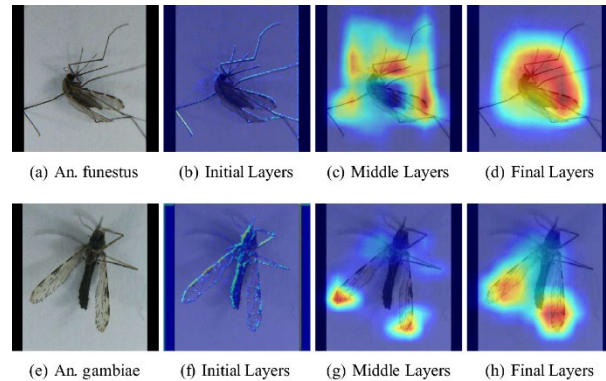 (a) An. funestus (b) Initial Layers (c) Middle Layers (d) Final Layers
(e) An. gambiae (f) Initial Layers (g) Middle Layers (h) Final Layers